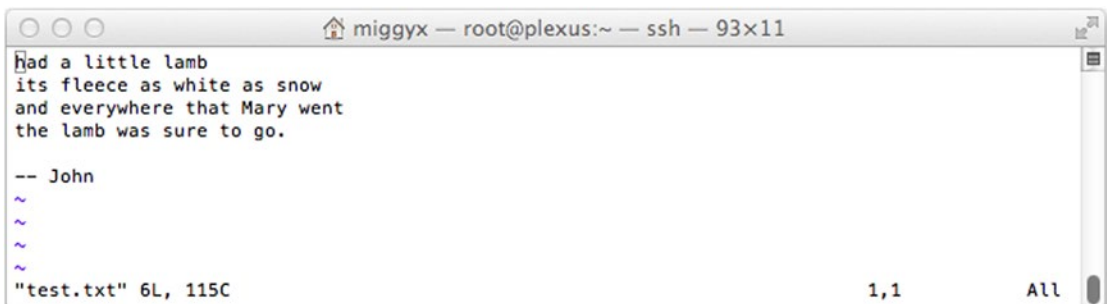 miggyx — root@plexus:~ — ssh — 93×11
had a little lamb
its fleece as white as snow
and everywhere that Mary went
the lamb was sure to go.
-- John
~
~
~
~
"test.txt" 6L, 115C 1,1 All